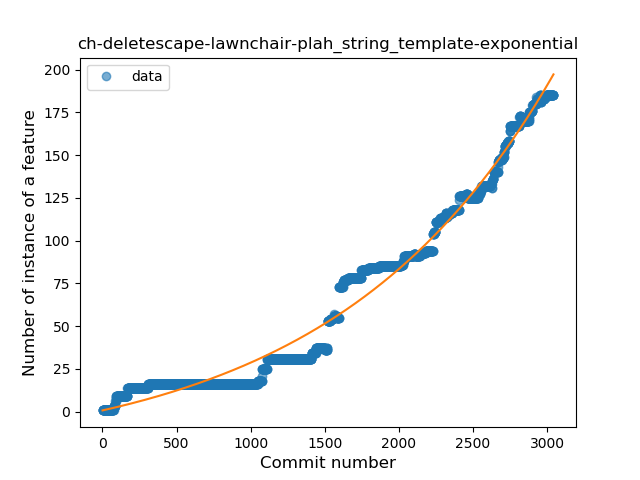 ch-deletescape-lawnchair-plah_string_template-exponential
data
Number of instance of a feature
200
175
150
125
100
75
50
25
0
0 500 1000 1500 2000 2500 3000
Commit number